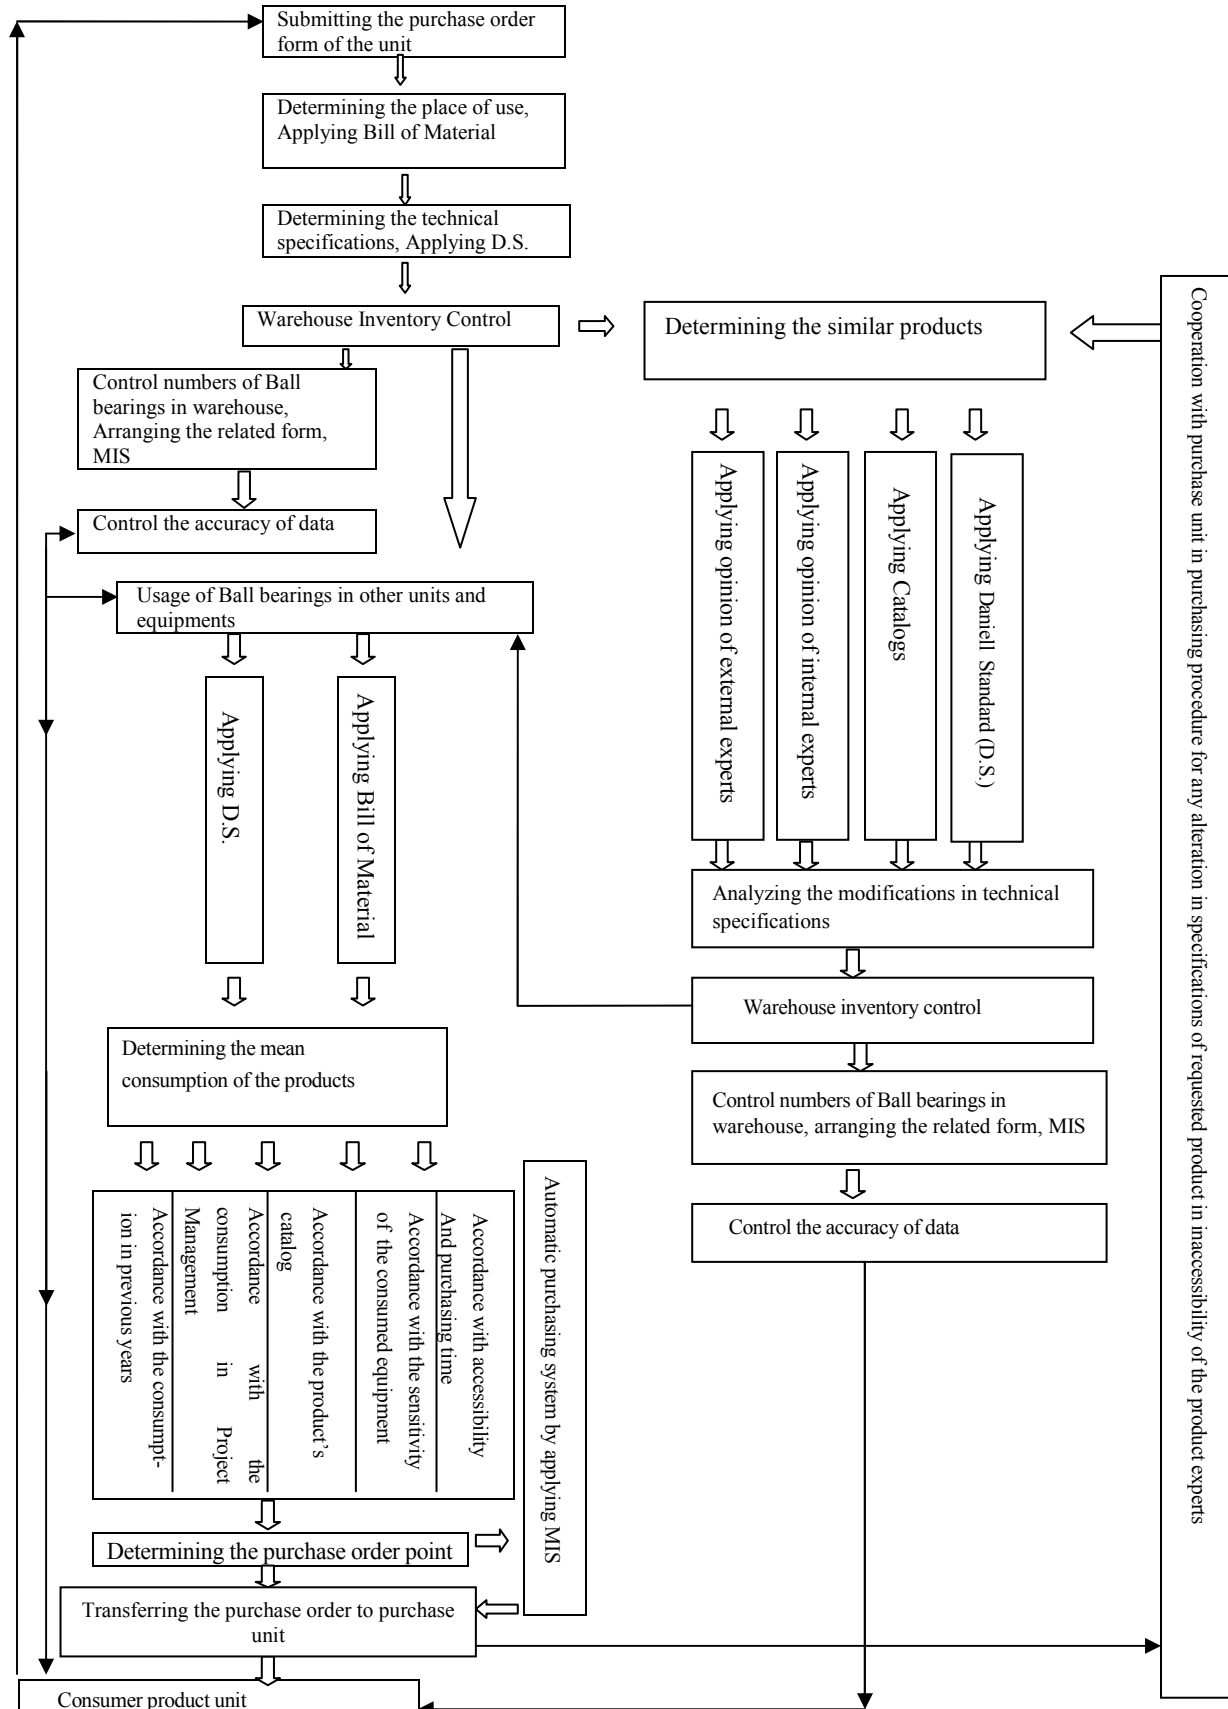 Submitting the purchase order
form of the unit
Determining the place of use,
Applying Bill of Material
Determining the technical
specifications, Applying D.S.
Warehouse Inventory Control
Determining the similar products
Control numbers of Ball
bearings in warehouse,
Arranging the related form,
MIS
Control the accuracy of data
Usage of Ball bearings in other units and
equipments
Applying D.S.
Applying Bill of Material
Applying opinion of external experts
Applying opinion of internal experts
Applying Catalogs
Applying Daniell Standard (D.S.)
Cooperation with purchase unit in purchasing procedure for any alteration in specifications of requested product in inaccessibility of the product experts
Analyzing the modifications in technical
specifications
Warehouse inventory control
Control numbers of Ball bearings in
warehouse, arranging the related form, MIS
Control the accuracy of data
Determining the mean
consumption of the products
Accordance with the consumpt-
ion in previous years
Accordance with the
consumption in Project
Management
Accordance with the product's
catalog
Accordance with the sensitivity
of the consumed equipment
Accordance with accessibility
And purchasing time
Automatic purchasing system by applying MIS
Determining the purchase order point
Transferring the purchase order to purchase
unit
Consumer product unit